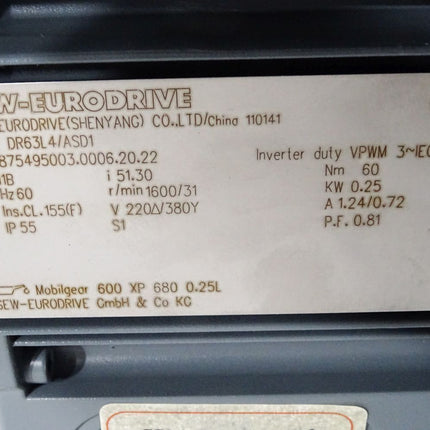 W-EURODRIVE
EURODRIVE(SHENYANG) CO.,LTD/China 110141
DR63L4/ASD1
875495003.0006.20.22 Inverter duty VPWM 3~IEC
1B i 51.30 Nm 60
Hz 60 r/min 1600/31 KW 0.25
Ins.CL.155(F) V 220Δ/380Y A 1.24/0.72
IP 55 S1 P.F. 0.81
Mobilgear 600 XP 680 0.25L
SEW-EURODRIVE GmbH & Co KG